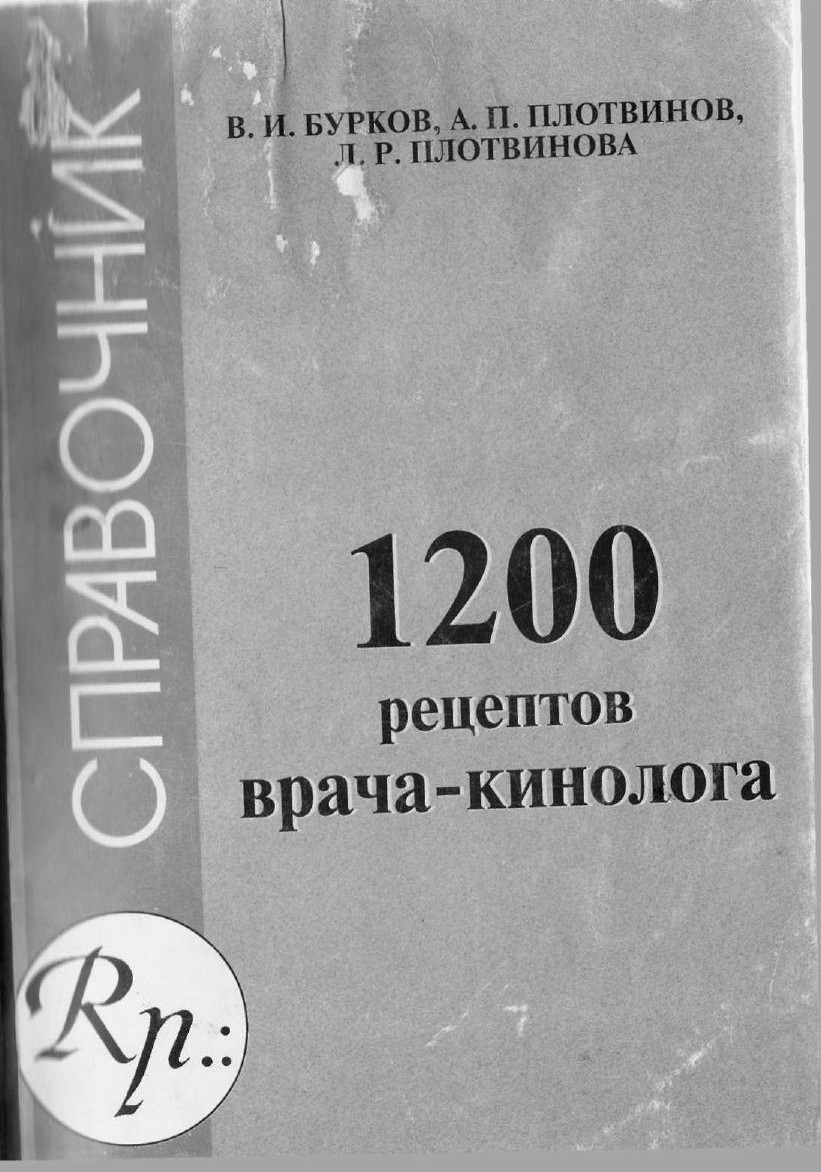 В. И. БУРКОВ, А. П. ПЛОТВИНОВ,
Л. Р. ПЛОТВИНОВА
СПРАВОЧНИК
1200
рецептов
врача-кинолога
Rp.: